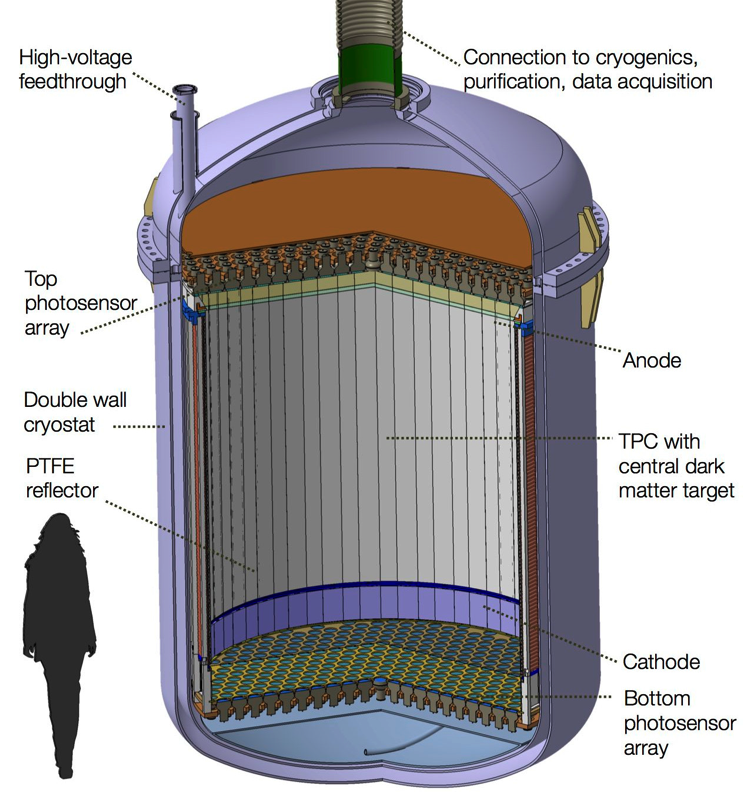 High-voltage
feedthrough
Connection to cryogenics,
purification, data acquisition
Top
photosensor
array
Anode
Double wall
cryostat
TPC with
central dark
matter target
PTFE
reflector
Cathode
Bottom
photosensor
array